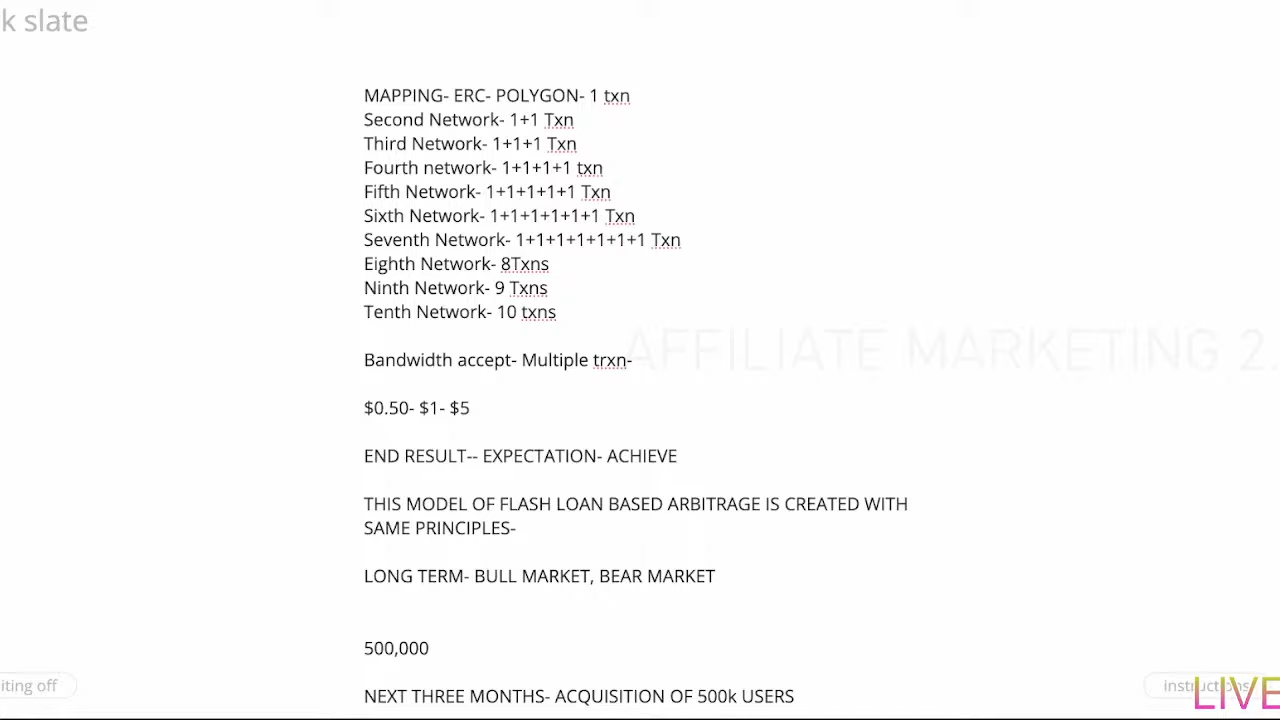 k slate
MAPPING- ERC- POLYGON- 1 txn
Second Network- 1+1 Txn
Third Network- 1+1+1 Txn
Fourth network- 1+1+1+1 txn
Fifth Network- 1+1+1+1+1 Txn
Sixth Network- 1+1+1+1+1+1 Txn
Seventh Network- 1+1+1+1+1+1+1 Txn
Eighth Network- 8Txns
Ninth Network- 9 Txns
Tenth Network- 10 txns
AFFILIATE MARKETING 2.
Bandwidth accept- Multiple trxn-
$0.50- $1- $5
END RESULT-- EXPECTATION- ACHIEVE
THIS MODEL OF FLASH LOAN BASED ARBITRAGE IS CREATED WITH
SAME PRINCIPLES-
LONG TERM- BULL MARKET, BEAR MARKET
500,000
iting off
instructions
LIVE
NEXT THREE MONTHS- ACQUISITION OF 500k USERS